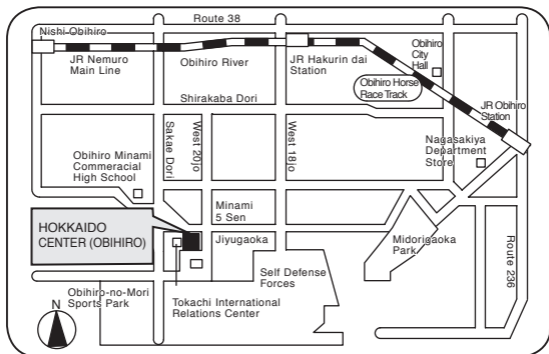 Route 38
Nishi-Obihiro
JR Nemuro
Main Line
Obihiro River
JR Hakurin dai
Station
Obihiro
City
Hall
Obihiro Horse
Race Track
JR Obihiro
Station
Shirakaba Dori
Sakae Dori
West 20jo
West 18jo
Nagasakiya
Department
Store
Obihiro Minami
Commeracial
High School
Minami
5 Sen
HOKKAIDO
CENTER (OBIHIRO)
Jiyugaoka
Midorigaoka
Park
Route 236
Self Defense
Forces
Obihiro-no-Mori
Sports Park
Tokachi International
Relations Center
N